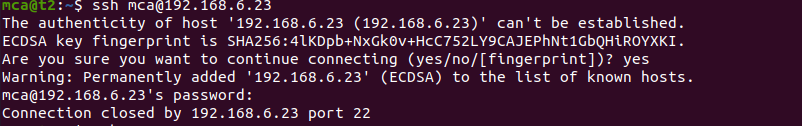 mca@t2:~$ ssh mca@192.168.6.23
The authenticity of host '192.168.6.23 (192.168.6.23)' can't be established.
ECDSA key fingerprint is SHA256:4lKDpb+NxGk0v+HcC752LY9CAJEPhNt1GbQHiROYXKI.
Are you sure you want to continue connecting (yes/no/[fingerprint])? yes
Warning: Permanently added '192.168.6.23' (ECDSA) to the list of known hosts.
mca@192.168.6.23's password:
Connection closed by 192.168.6.23 port 22